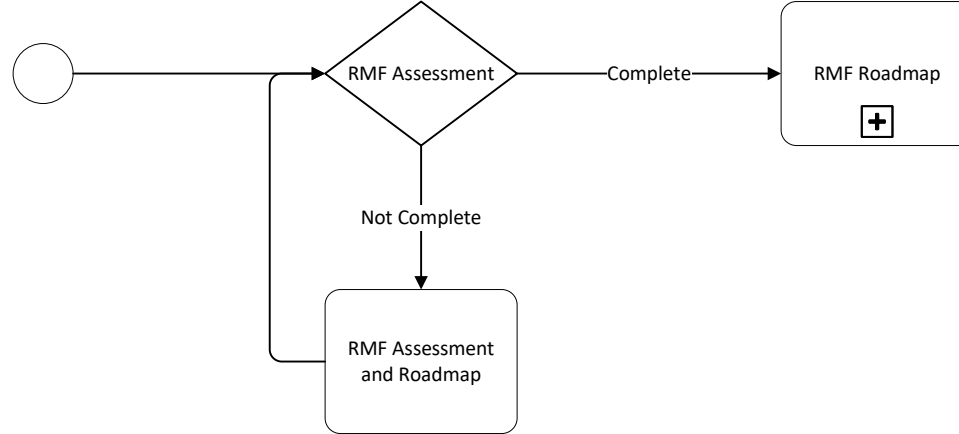 RMF Assessment
Complete
RMF Roadmap
Not Complete
RMF Assessment
and Roadmap